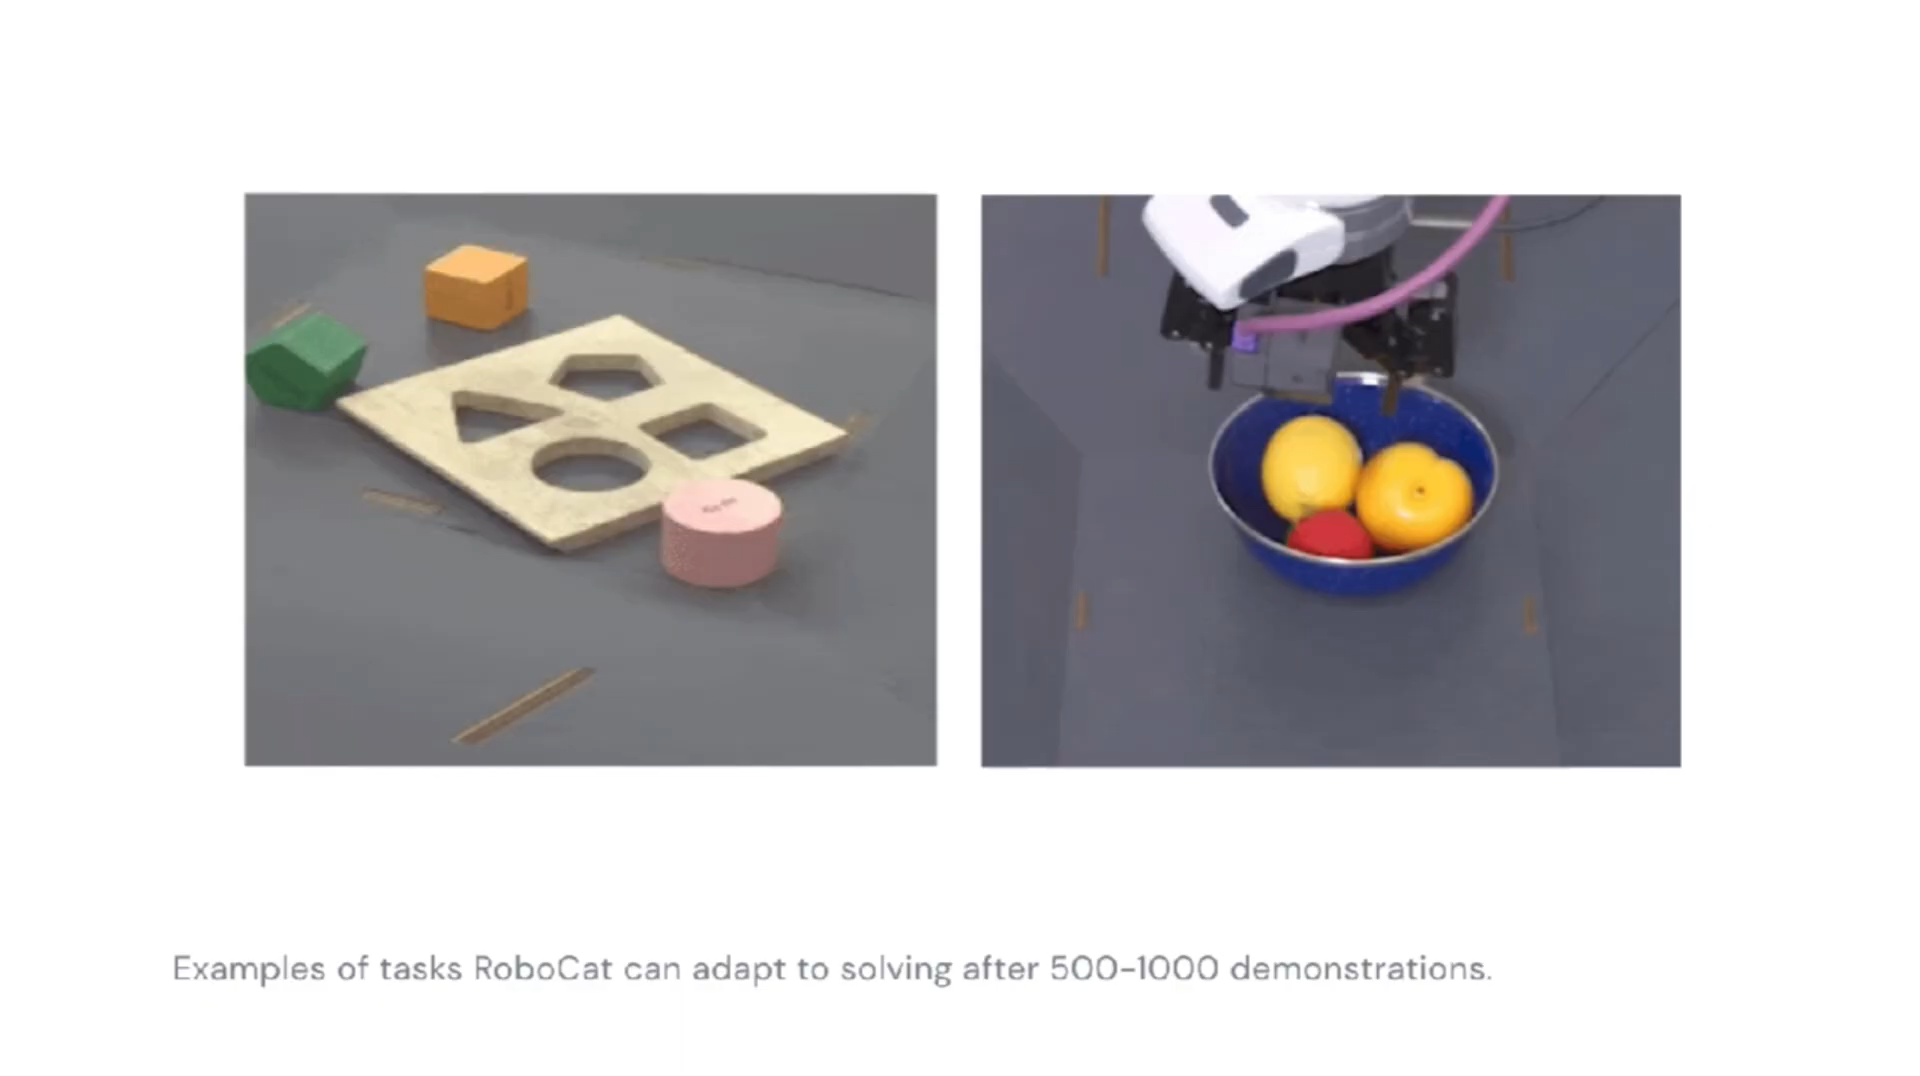 Examples of tasks RoboCat can adapt to solving after 500-1000 demonstrations.